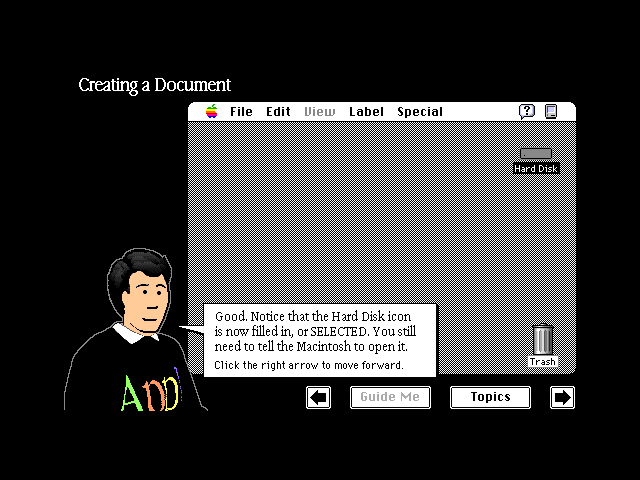 Creating a Document
File Edit View Label Special
?
Hard Disk
Good. Notice that the Hard Disk icon
is now filled in, or SELECTED. You still
need to tell the Macintosh to open it.
Click the right arrow to move forward.
Trash
Guide Me
Topics